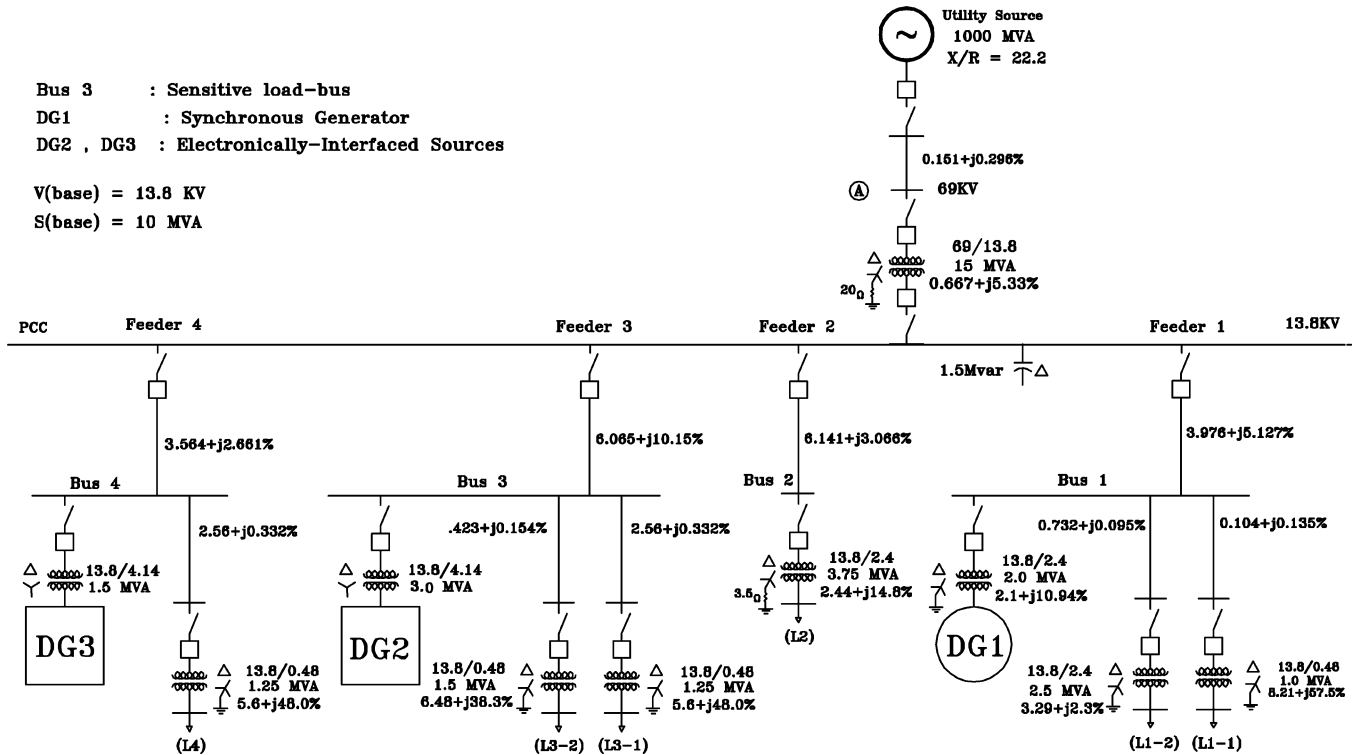 Utility Source
1000 MVA
X/R = 22.2
Bus 3 : Sensitive load-bus
DG1 : Synchronous Generator
DG2 , DG3 : Electronically-Interfaced Sources
V(base) = 13.8 KV
S(base) = 10 MVA
0.151+j0.296%
A
69KV
69/13.8
15 MVA
0.667+j5.33%
20Ω
PCC
Feeder 4
Feeder 3
Feeder 2
Feeder 1
13.8KV
1.5Mvar
3.564+j2.661%
6.065+j10.15%
6.141+j3.066%
3.976+j5.127%
Bus 4
Bus 3
Bus 2
Bus 1
2.56+j0.332%
.423+j0.154%
2.56+j0.332%
0.732+j0.095%
0.104+j0.135%
13.8/4.14
1.5 MVA
DG3
13.8/4.14
3.0 MVA
DG2
13.8/2.4
3.75 MVA
2.44+j14.8%
3.5Ω
(L2)
13.8/2.4
2.0 MVA
2.1+j10.94%
DG1
13.8/0.48
1.25 MVA
5.6+j48.0%
(L4)
13.8/0.48
1.5 MVA
6.48+j38.3%
(L3-2)
13.8/0.48
1.25 MVA
5.6+j48.0%
(L3-1)
13.8/2.4
2.5 MVA
3.29+j2.3%
(L1-2)
13.8/0.48
1.0 MVA
8.21+j57.5%
(L1-1)